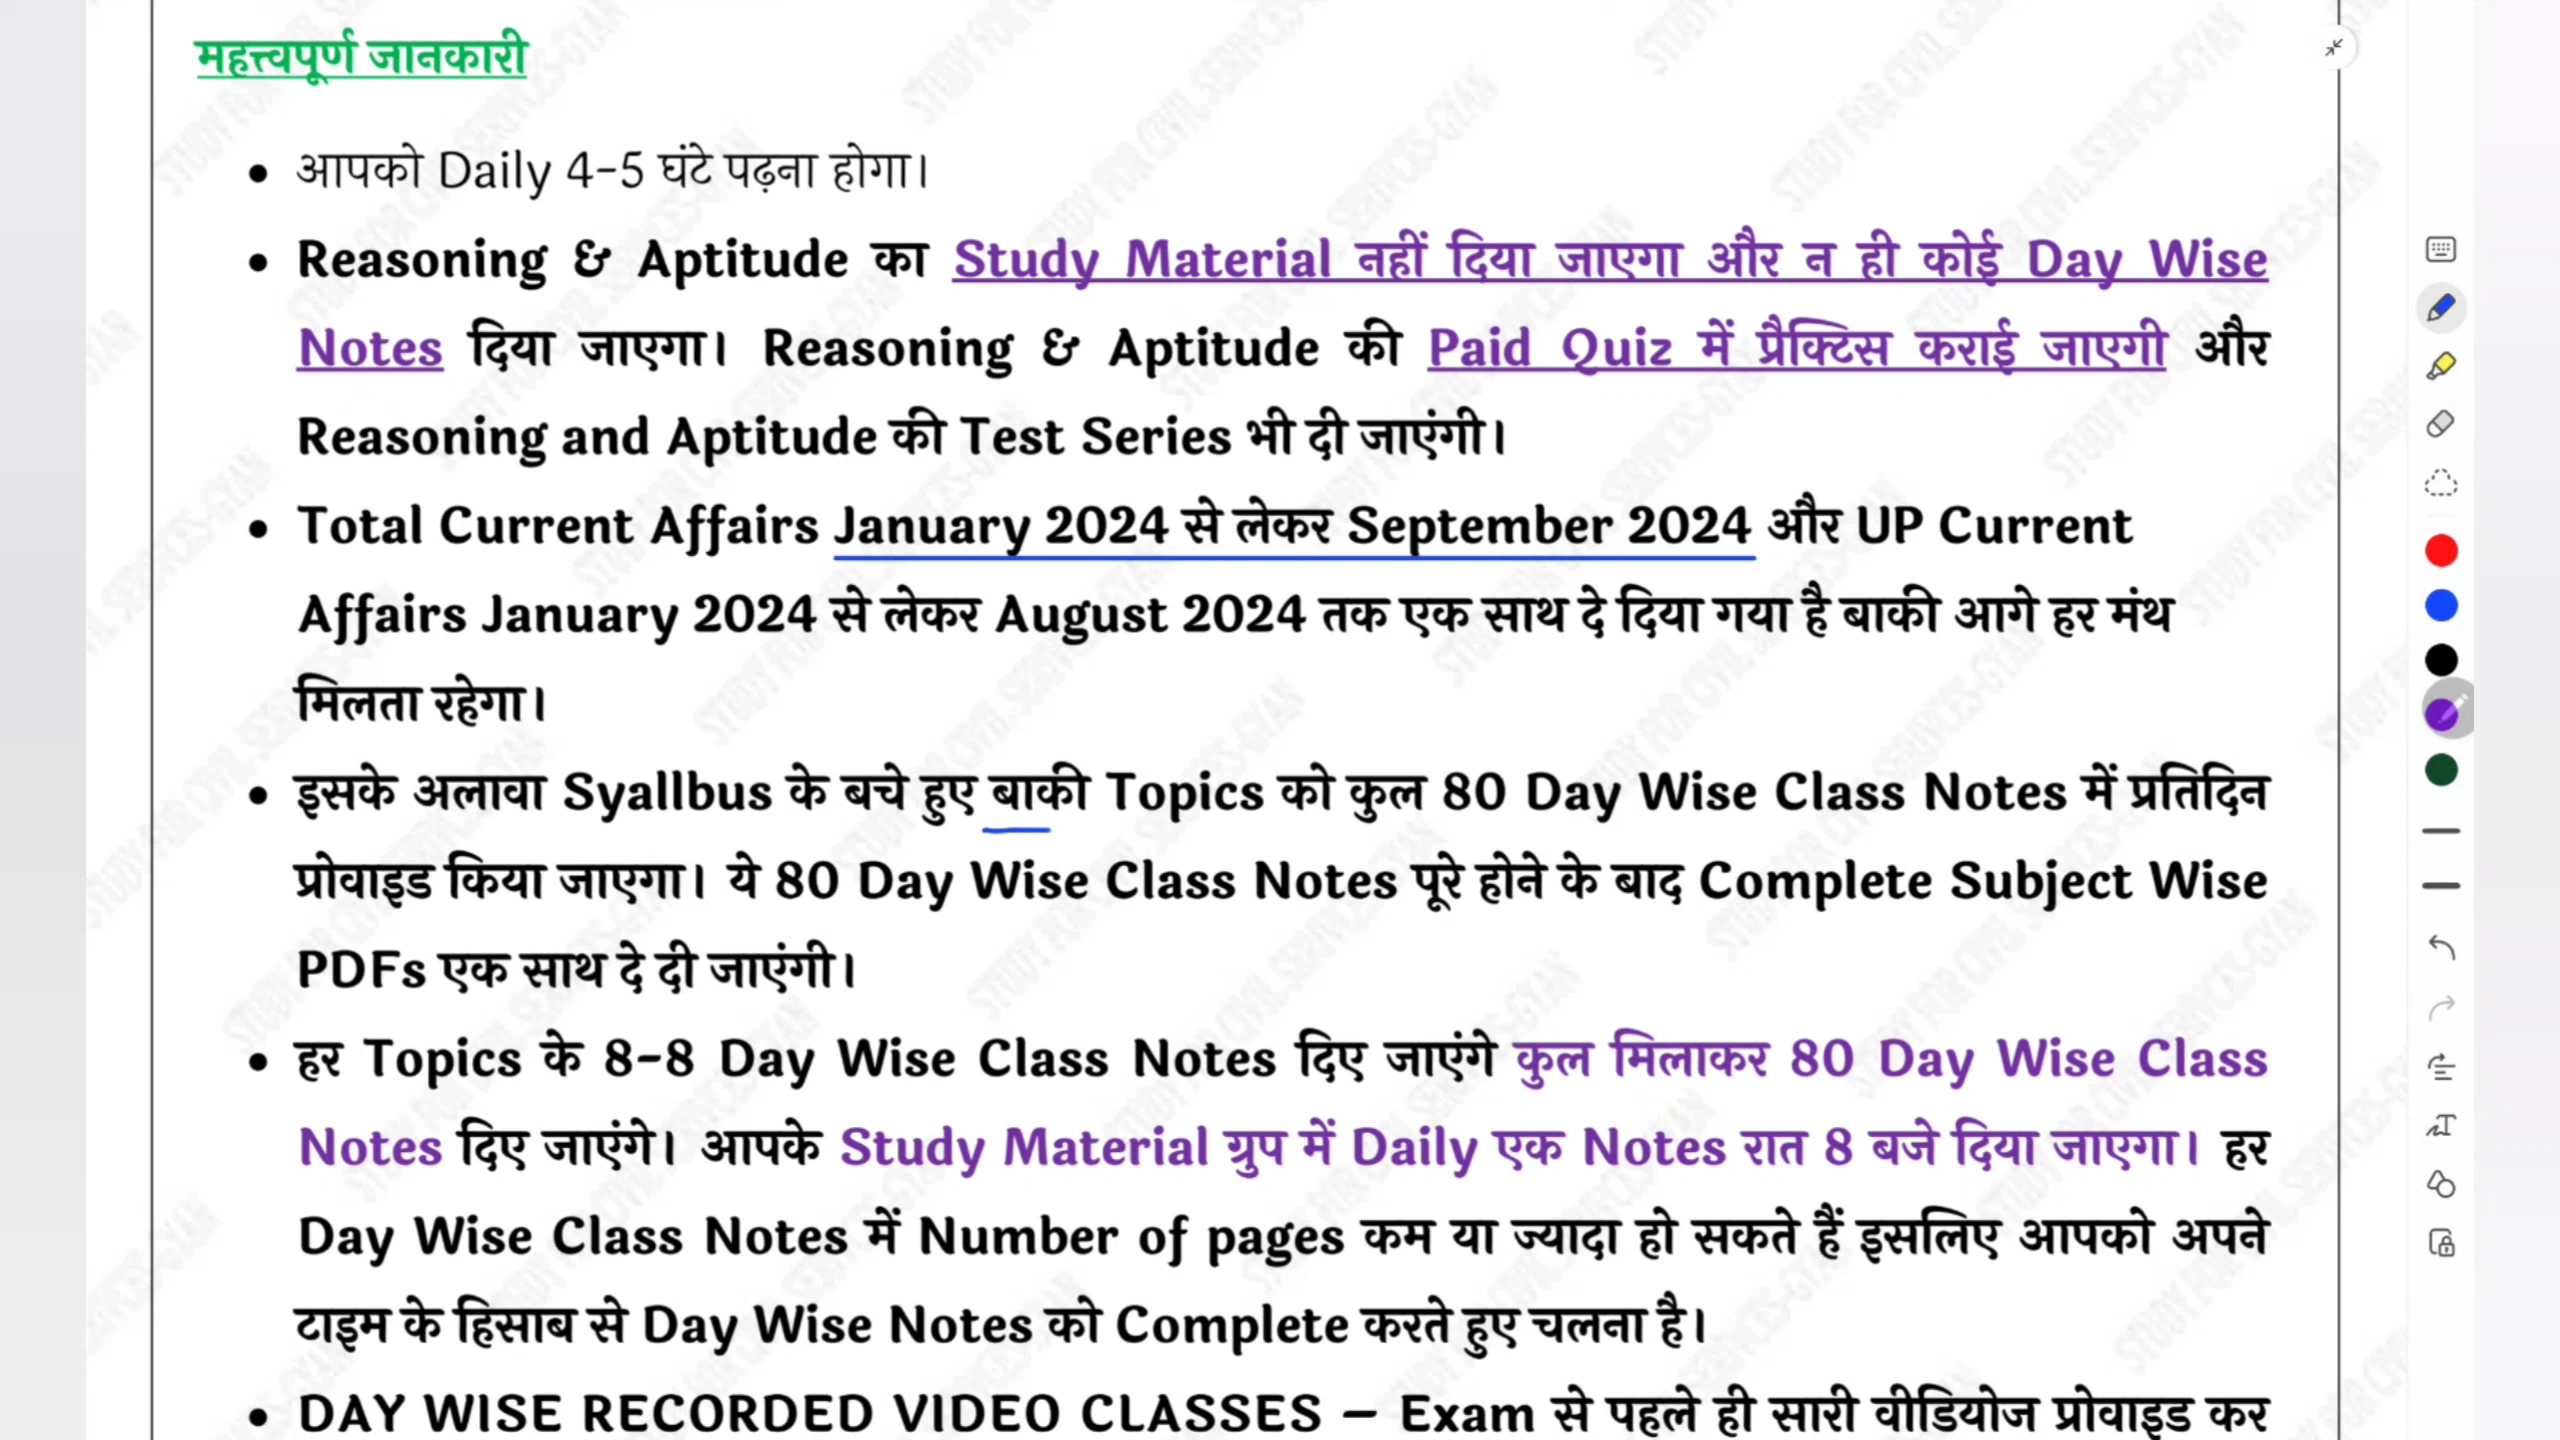 महत्त्वपूर्ण जानकारी
• आपको Daily 4-5 घंटे पढ़ना होगा।
• Reasoning & Aptitude का Study Material नहीं दिया जाएगा और न ही कोई Day Wise
Notes दिया जाएगा। Reasoning & Aptitude की Paid Quiz में प्रैक्टिस कराई जाएगी और
Reasoning and Aptitude की Test Series भी दी जाएंगी।
• Total Current Affairs January 2024 से लेकर September 2024 और UP Current
Affairs January 2024 से लेकर August 2024 तक एक साथ दे दिया गया है बाकी आगे हर मंथ
मिलता रहेगा।
• इसके अलावा Syallbus के बचे हुए बाकी Topics को कुल 80 Day Wise Class Notes में प्रतिदिन
प्रोवाइड किया जाएगा। ये 80 Day Wise Class Notes पूरे होने के बाद Complete Subject Wise
PDFs एक साथ दे दी जाएंगी।
• हर Topics के 8-8 Day Wise Class Notes दिए जाएंगे कुल मिलाकर 80 Day Wise Class
Notes दिए जाएंगे। आपके Study Material ग्रुप में Daily एक Notes रात 8 बजे दिया जाएगा। हर
Day Wise Class Notes में Number of pages कम या ज्यादा हो सकते हैं इसलिए आपको अपने
टाइम के हिसाब से Day Wise Notes को Complete करते हुए चलना है।
• DAY WISE RECORDED VIDEO CLASSES – Exam से पहले ही सारी वीडियोज प्रोवाइड कर
STUDY FOR CIVIL SERIVCES-GYAN